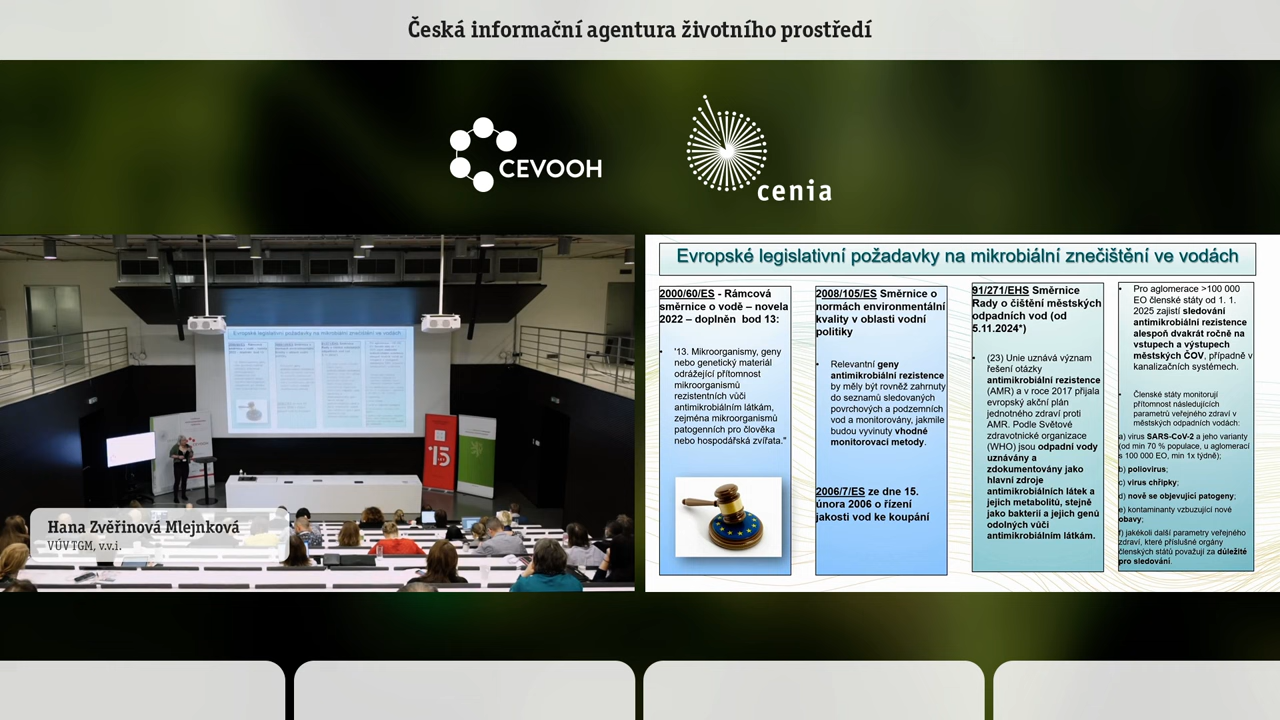 Česká informační agentura životního prostředí
CEVOOH
cenia
Evropské legislativní požadavky na mikrobiální znečištění ve vodách
2000/60/ES - Rámcová
směrnice o vodě – novela
2022 – doplněn bod 13:
• '13. Mikroorganismy, geny
nebo genetický materiál
odrážející přítomnost
mikroorganismů
rezistentních vůči
antimikrobiálním látkám,
zejména mikroorganismů
patogenních pro člověka
nebo hospodářská zvířata."
2008/105/ES Směrnice o
normách environmentální
kvality v oblasti vodní
politiky
• Relevantní geny
antimikrobiální rezistence
by měly být rovněž zahrnuty
do seznamů sledovaných
povrchových a podzemních
vod a monitorovány, jakmile
budou vyvinuty vhodné
monitorovací metody.
2006/7/ES ze dne 15.
února 2006 o řízení
jakosti vod ke koupání
91/271/EHS Směrnice
Rady o čištění městských
odpadních vod (od
5.11.2024*)
• (23) Unie uznává význam
řešení otázky
antimikrobiální rezistence
(AMR) a v roce 2017 přijala
evropský akční plán
jednotného zdraví proti
AMR. Podle Světové
zdravotnické organizace
(WHO) jsou odpadní vody
uznávány a
zdokumentovány jako
hlavní zdroje
antimikrobiálních látek a
jejich metabolitů, stejně
jako bakterií a jejich genů
odolných vůči
antimikrobiálním látkám.
• Pro aglomerace >100 000
EO členské státy od 1. 1.
2025 zajistí sledování
antimikrobiální rezistence
alespoň dvakrát ročně na
vstupech a výstupech
městských ČOV, případně v
kanalizačních systémech.
• Členské státy monitorují
přítomnost následujících
parametrů veřejného zdraví v
městských odpadních vodách:
a) virus SARS-CoV-2 a jeho varianty
(od min 70 % populace, u aglomerací
s 100 000 EO, min 1x týdně);
b) poliovirus;
c) virus chřipky;
d) nově se objevující patogeny;
e) kontaminanty vzbuzující nové
obavy;
f) jakékoli další parametry veřejného
zdraví, které příslušné orgány
členských států považují za důležité
pro sledování.
Evropské legislativní požadavky na mikrobiální znečištění ve vodách
15
Hana Zvěřinová Mlejnková
VÚV TGM, v.v.i.